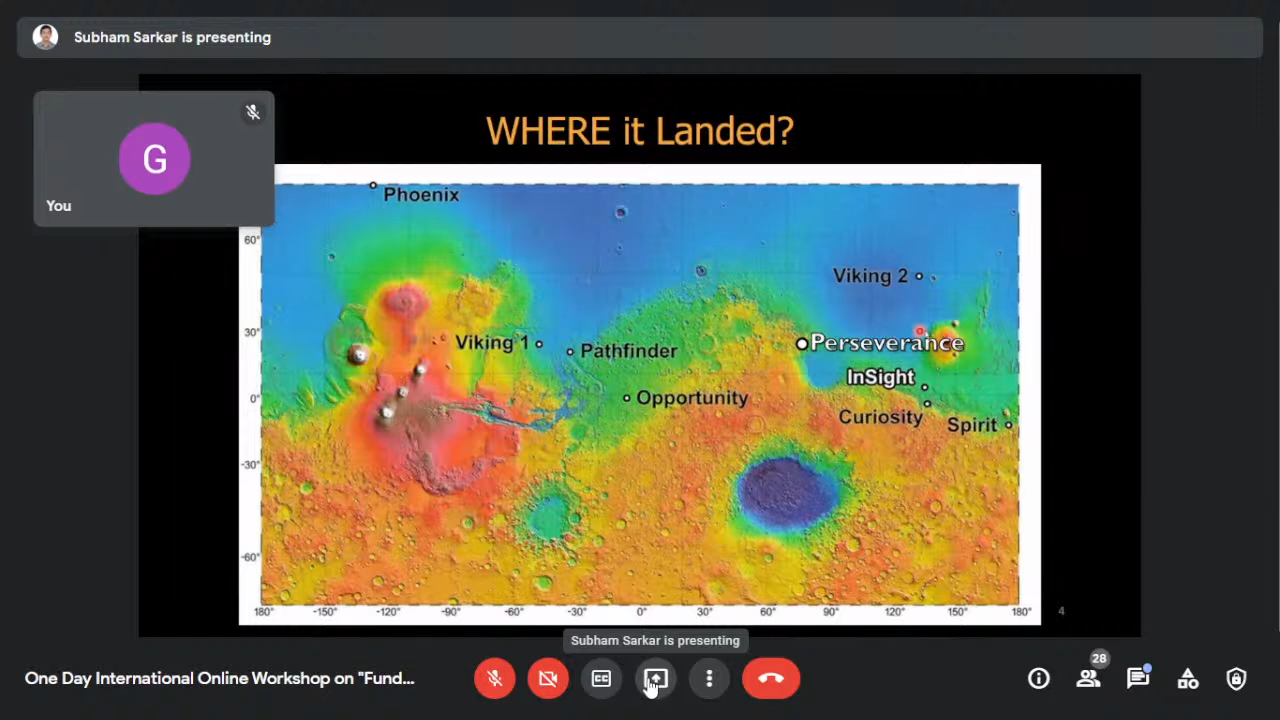 Subham Sarkar is presenting
G
You
WHERE it Landed?
Phoenix
60°
Viking 2
30°
Viking 1
Pathfinder
Perseverance
InSight
0°
Opportunity
Curiosity
Spirit
-30°
-60°
180° -150° -120° -90° -60° -30° 0° 30° 60° 90° 120° 150° 180°
4
Subham Sarkar is presenting
One Day International Online Workshop on "Fund...
CC
28